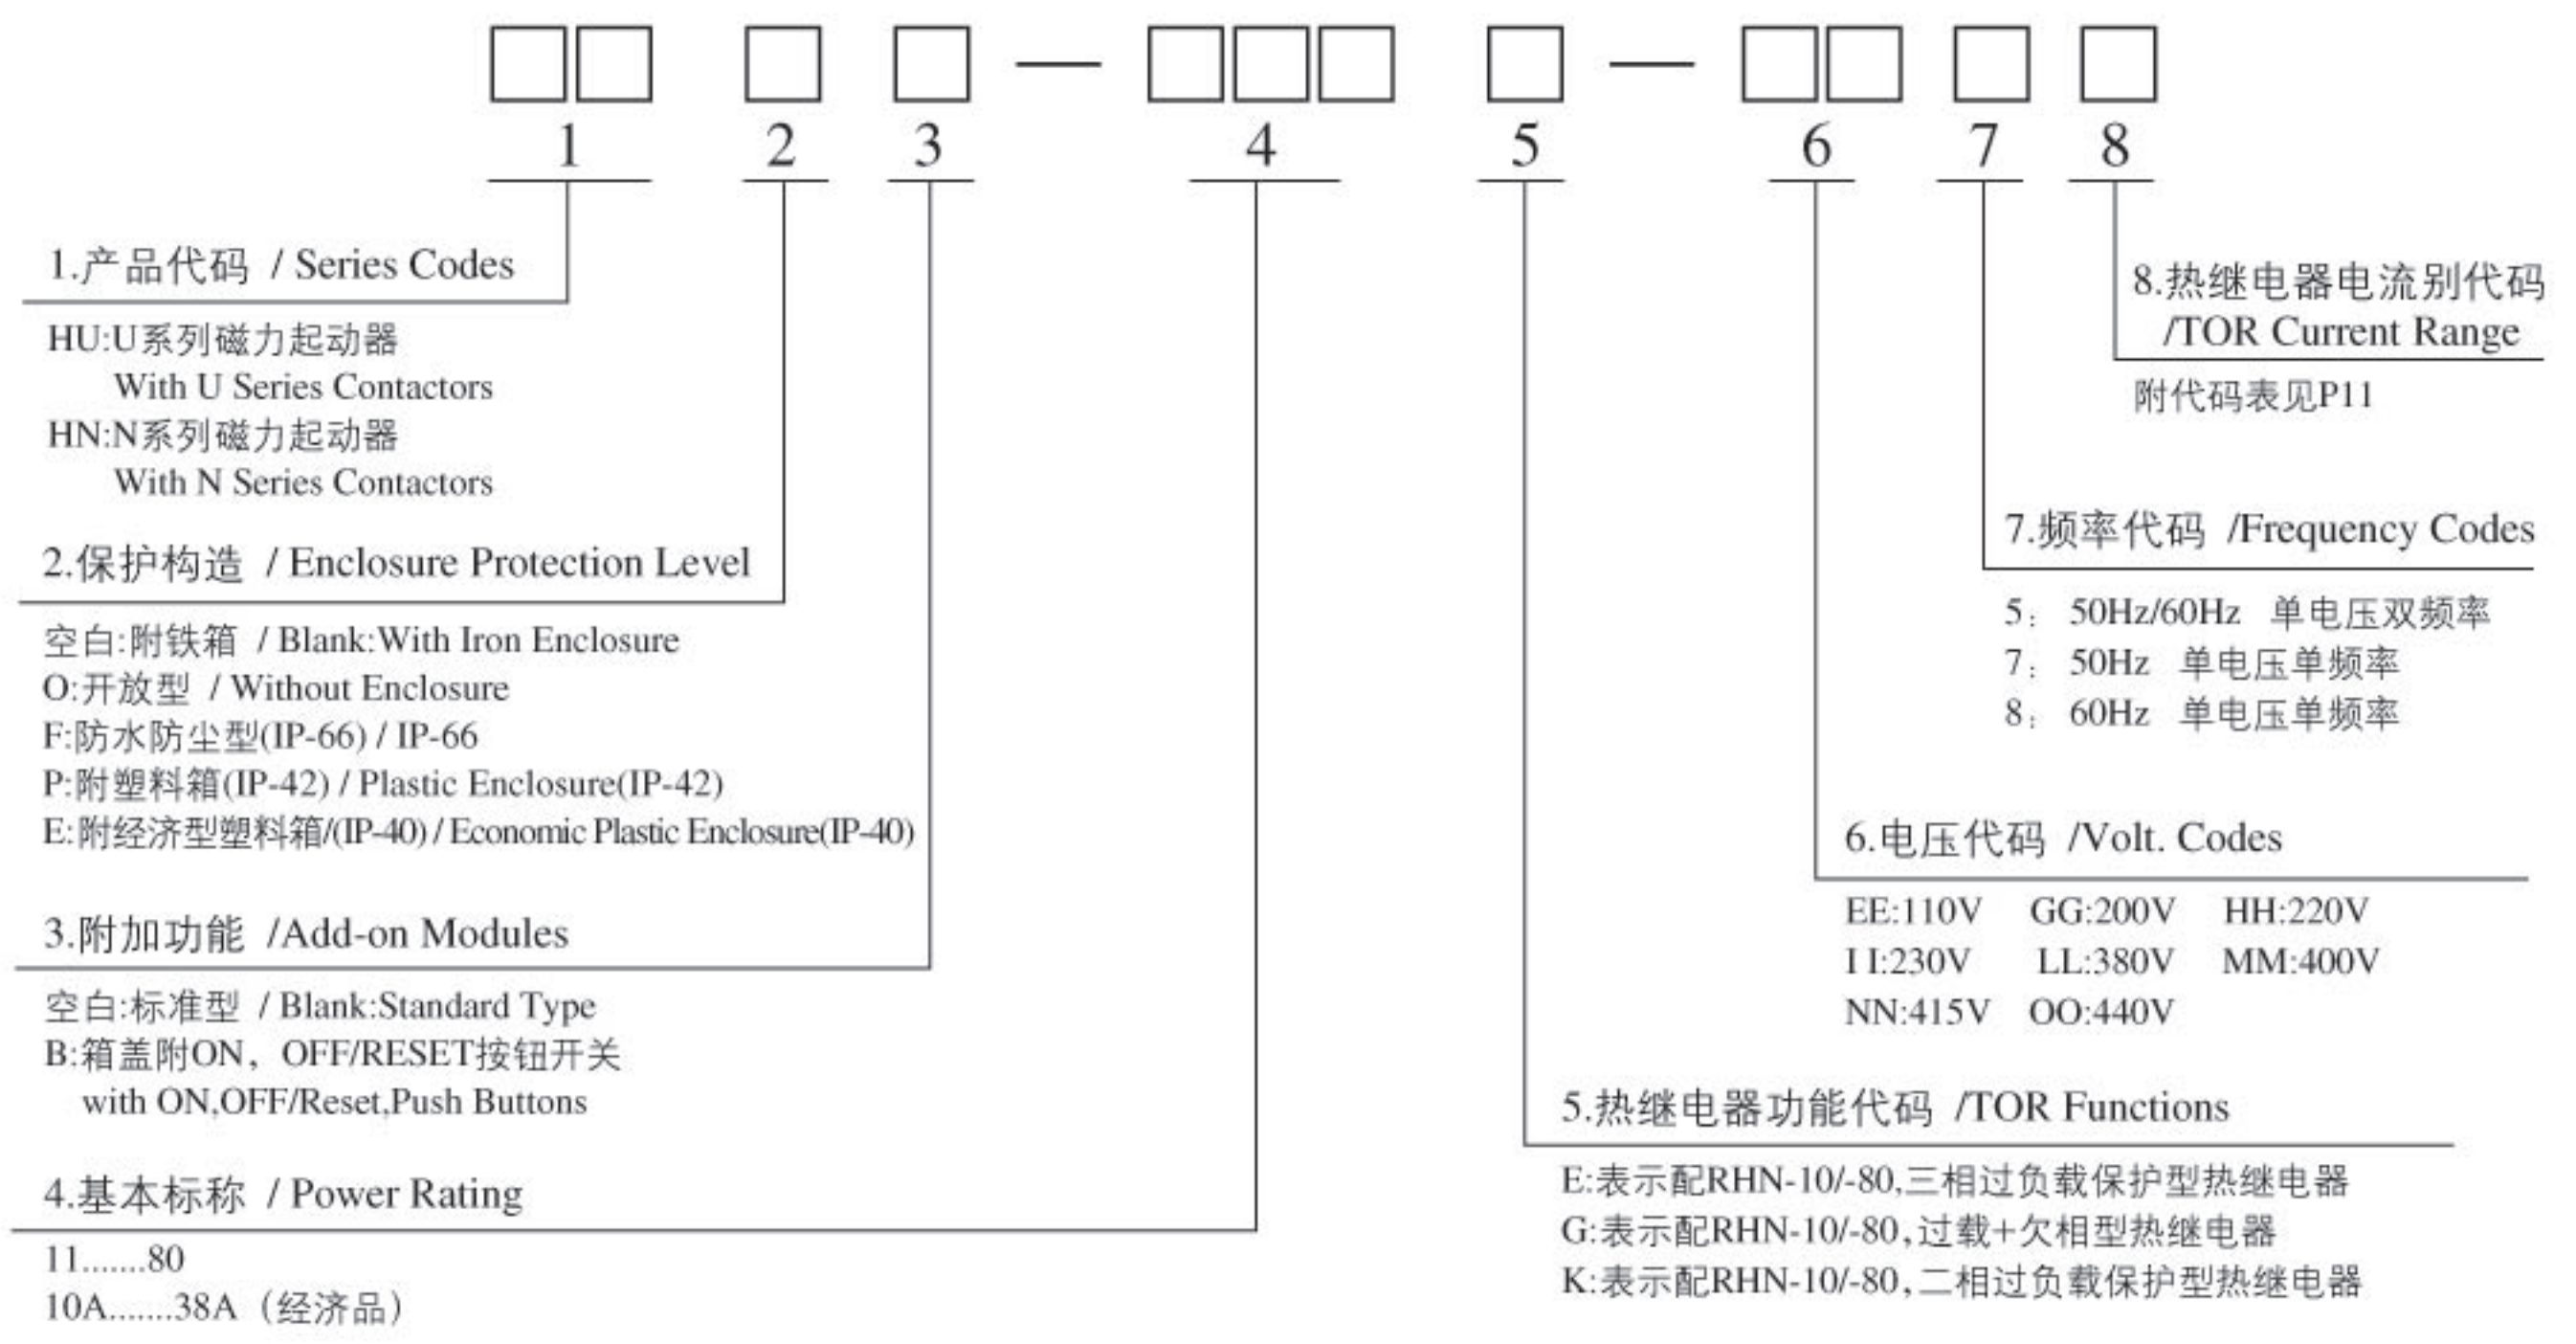 1 2 3 4 5 6 7 8
1.产品代码 / Series Codes
HU:U系列磁力起动器
With U Series Contactors
HN:N系列磁力起动器
With N Series Contactors
2.保护构造 / Enclosure Protection Level
空白:附铁箱 / Blank:With Iron Enclosure
O:开放型 / Without Enclosure
F:防水防尘型(IP-66) / IP-66
P:附塑料箱(IP-42) / Plastic Enclosure(IP-42)
E:附经济型塑料箱/(IP-40) / Economic Plastic Enclosure(IP-40)
3.附加功能 /Add-on Modules
空白:标准型 / Blank:Standard Type
B:箱盖附ON，OFF/RESET按钮开关
with ON,OFF/Reset,Push Buttons
4.基本标称 / Power Rating
11.......80
10A.......38A（经济品）
8.热继电器电流别代码
/TOR Current Range
附代码表见P11
7.频率代码 /Frequency Codes
5： 50Hz/60Hz 单电压双频率
7： 50Hz 单电压单频率
8： 60Hz 单电压单频率
6.电压代码 /Volt. Codes
EE:110V GG:200V HH:220V
I I:230V LL:380V MM:400V
NN:415V OO:440V
5.热继电器功能代码 /TOR Functions
E:表示配RHN-10/-80,三相过负载保护型热继电器
G:表示配RHN-10/-80,过载+欠相型热继电器
K:表示配RHN-10/-80,二相过负载保护型热继电器